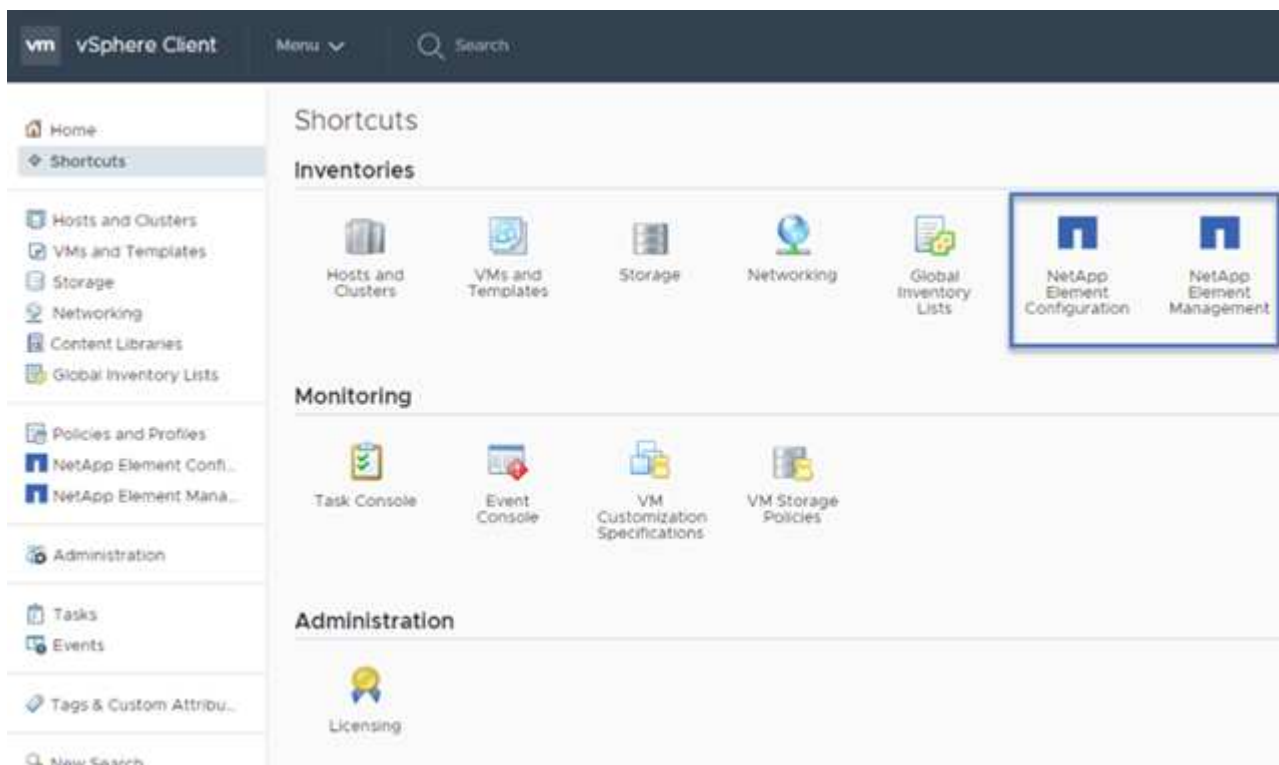 vm vSphere Client Menu Search
Home
Shortcuts
Hosts and Clusters
VMs and Templates
Storage
Networking
Content Libraries
Global Inventory Lists
Policies and Profiles
NetApp Element Confi...
NetApp Element Mana...
Administration
Tasks
Events
Tags & Custom Attribu...
New Search
Shortcuts
Inventories
Hosts and
Clusters
VMs and
Templates
Storage
Networking
Global
Inventory
Lists
NetApp
Element
Configuration
NetApp
Element
Management
Monitoring
Task Console
Event
Console
VM
Customization
Specifications
VM Storage
Policies
Administration
Licensing